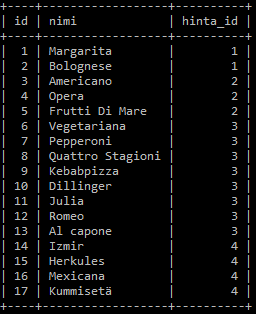 +----+------------------+----------+
| id | nimi             | hinta_id |
+----+------------------+----------+
|  1 | Margarita        |        1 |
|  2 | Bolognese        |        1 |
|  3 | Americano        |        2 |
|  4 | Opera            |        2 |
|  5 | Frutti Di Mare   |        2 |
|  6 | Vegetariana      |        3 |
|  7 | Pepperoni        |        3 |
|  8 | Quattro Stagioni |        3 |
|  9 | Kebabpizza       |        3 |
| 10 | Dillinger        |        3 |
| 11 | Julia            |        3 |
| 12 | Romeo            |        3 |
| 13 | Al capone        |        3 |
| 14 | Izmir            |        4 |
| 15 | Herkules         |        4 |
| 16 | Mexicana         |        4 |
| 17 | Kummisetä        |        4 |
+----+------------------+----------+